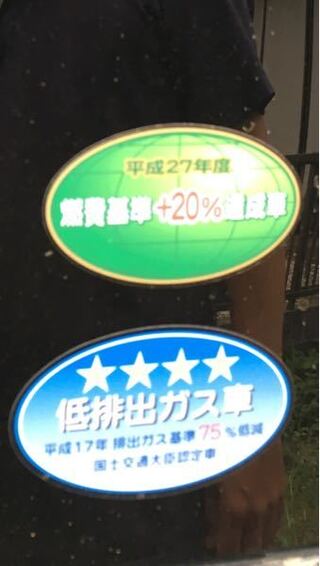 平成27年度
燃費基準+20%達成車
★★★★
低排出ガス車
平成17年 排出ガス基準75%低減
国土交通大臣認定車